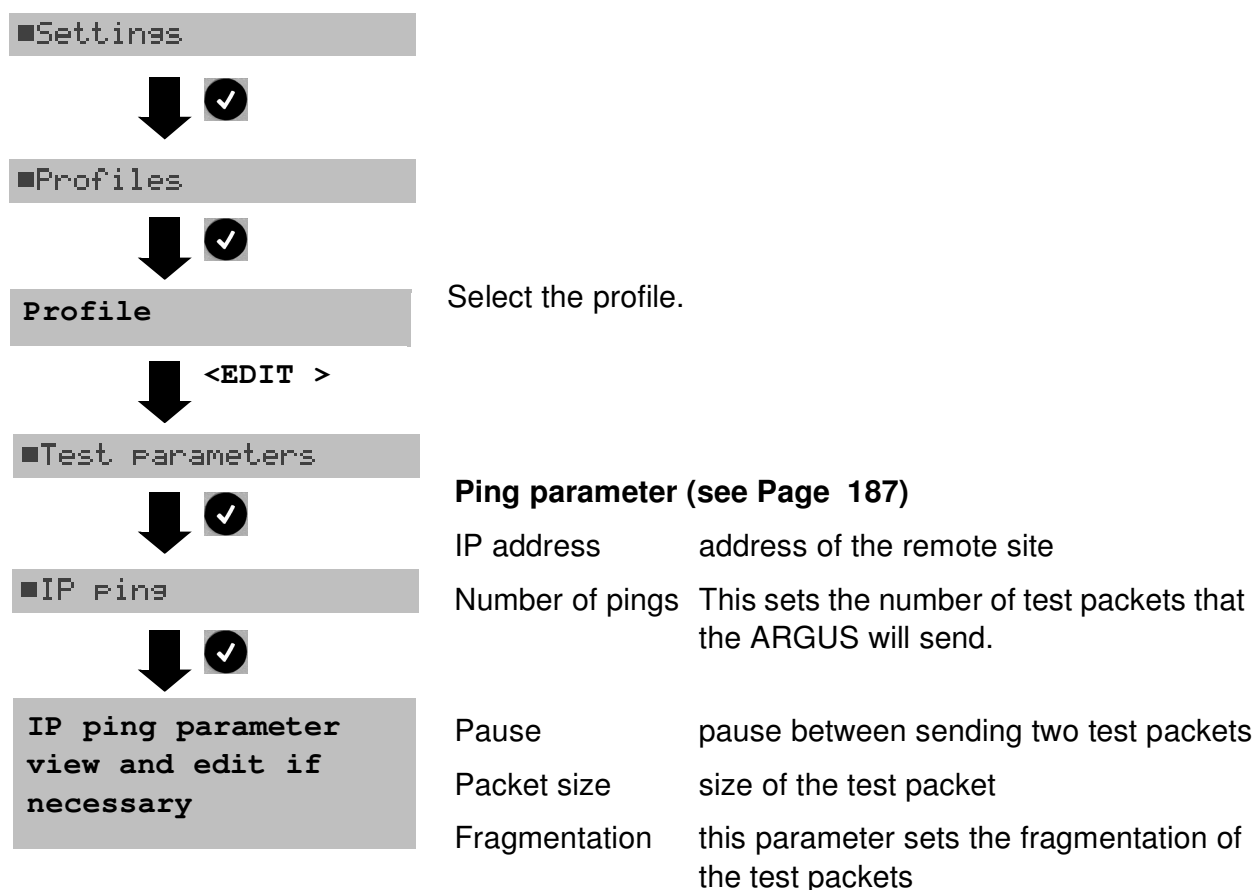 ■Settings
■Profiles
Profile
Select the profile.
<EDIT >
■Test parameters
Ping parameter (see Page 187)
IP address address of the remote site
■IP ping
Number of pings This sets the number of test packets that
the ARGUS will send.
IP ping parameter
view and edit if
necessary
Pause pause between sending two test packets
Packet size size of the test packet
Fragmentation this parameter sets the fragmentation of
the test packets